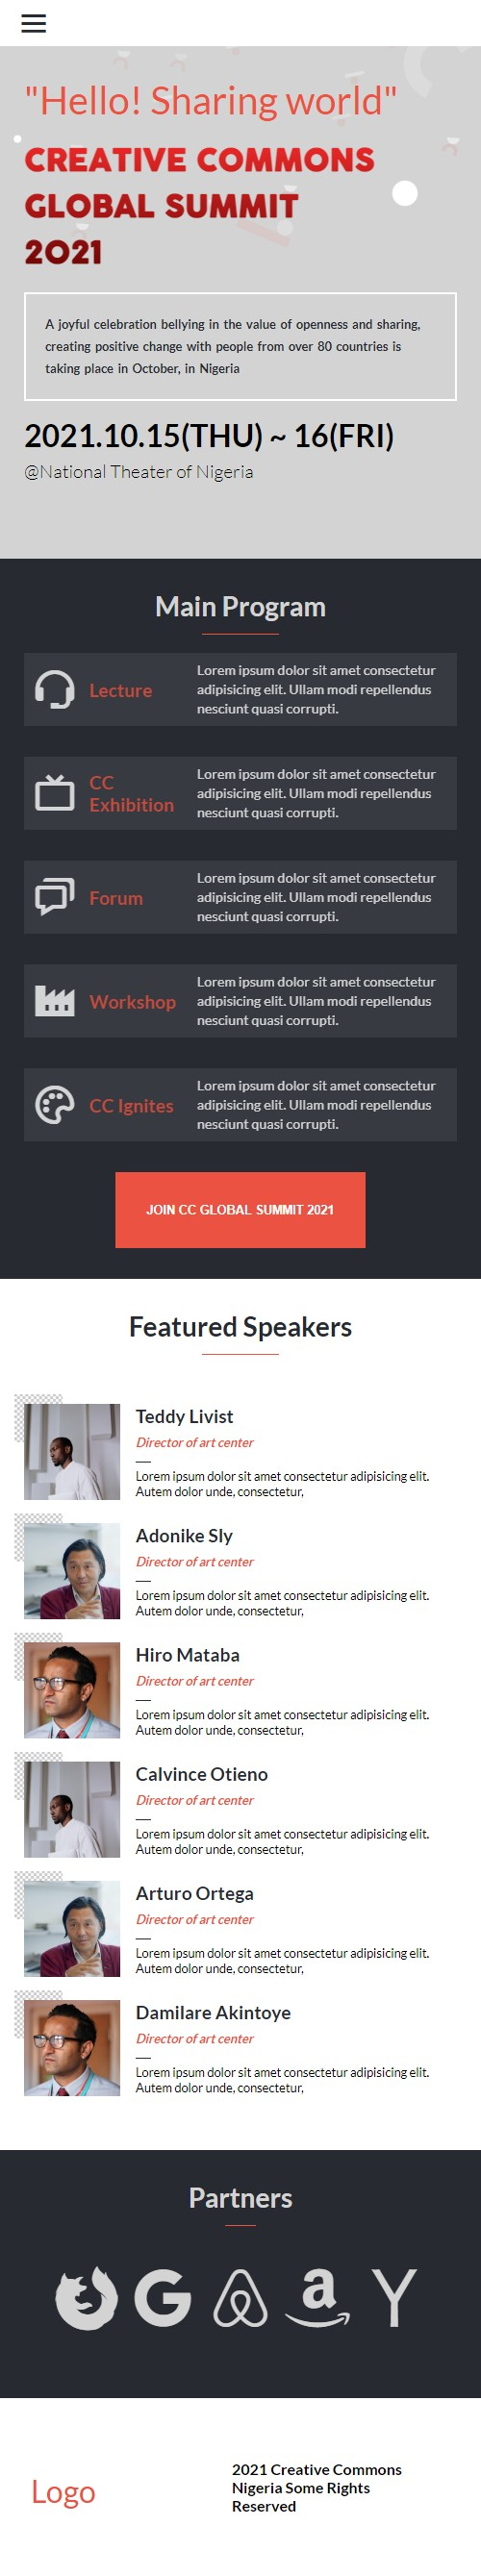 "Hello! Sharing world"
CREATIVE COMMONS
GLOBAL SUMMIT
2021
A joyful celebration bellying in the value of openness and sharing,
creating positive change with people from over 80 countries is
taking place in October, in Nigeria
2021.10.15(THU) ~ 16(FRI)
@National Theater of Nigeria
Main Program
Lecture
Lorem ipsum dolor sit amet consectetur
adipisicing elit. Ullam modi repellendus
nesciunt quasi corrupti.
CC
Exhibition
Lorem ipsum dolor sit amet consectetur
adipisicing elit. Ullam modi repellendus
nesciunt quasi corrupti.
Forum
Lorem ipsum dolor sit amet consectetur
adipisicing elit. Ullam modi repellendus
nesciunt quasi corrupti.
Workshop
Lorem ipsum dolor sit amet consectetur
adipisicing elit. Ullam modi repellendus
nesciunt quasi corrupti.
CC Ignites
Lorem ipsum dolor sit amet consectetur
adipisicing elit. Ullam modi repellendus
nesciunt quasi corrupti.
JOIN CC GLOBAL SUMMIT 2021
Featured Speakers
Teddy Livist
Director of art center
Lorem ipsum dolor sit amet consectetur adipisicing elit.
Autem dolor unde, consectetur,
Adonike Sly
Director of art center
Lorem ipsum dolor sit amet consectetur adipisicing elit.
Autem dolor unde, consectetur,
Hiro Mataba
Director of art center
Lorem ipsum dolor sit amet consectetur adipisicing elit.
Autem dolor unde, consectetur,
Calvince Otieno
Director of art center
Lorem ipsum dolor sit amet consectetur adipisicing elit.
Autem dolor unde, consectetur,
Arturo Ortega
Director of art center
Lorem ipsum dolor sit amet consectetur adipisicing elit.
Autem dolor unde, consectetur,
Damilare Akintoye
Director of art center
Lorem ipsum dolor sit amet consectetur adipisicing elit.
Autem dolor unde, consectetur,
Partners
Logo
2021 Creative Commons
Nigeria Some Rights
Reserved